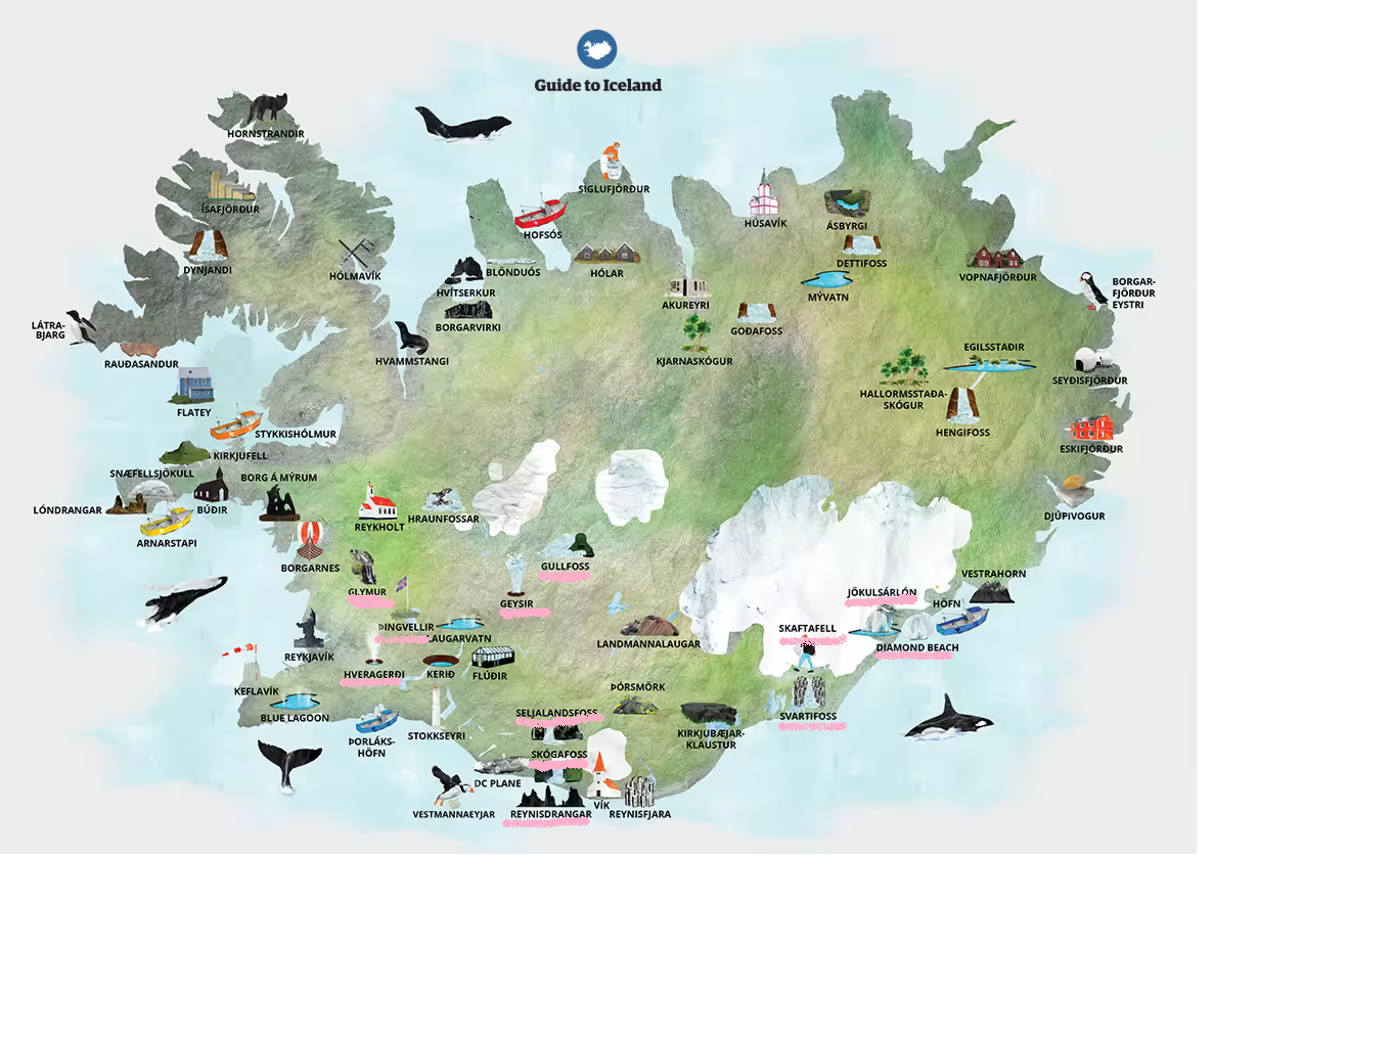 Guide to Iceland
HORNSTRANDIR
ÍSAFJÖRÐUR
DYNJANDI
HÓLMAVÍK
LÁTRA-
BJARG
RAUÐASANDUR
FLATEY
STYKKISHÓLMUR
KIRKJUFELL
SNÆFELLSJÖKULL
BORG Á MÝRUM
LÓNDRANGAR
BÚÐIR
ARNARSTAPI
BORGARNES
SIGLUFJÖRÐUR
HOFSÓS
BLÖNDUÓS
HÓLAR
HVÍTSERKUR
BORGARVIRKI
HVAMMSTANGI
AKUREYRI
KJARNASKÓGUR
HÚSAVÍK
ÁSBYRGI
DETTIFOSS
MÝVATN
GOÐAFOSS
VOPNAFJÖRÐUR
BORGAR-
FJÖRÐUR
EYSTRI
EGILSSTAÐIR
SEYÐISFJÖRÐUR
HALLORMSSTAÐA-
SKÓGUR
HENGIFOSS
ESKIFJÖRÐUR
DJÚPIVOGUR
REYKHOLT
HRAUNFOSSAR
GLYMUR
GULLFOSS
GEYSIR
ÞINGVELLIR
LAUGARVATN
REYKJAVÍK
HVERAGERÐI
KERIÐ
FLÚÐIR
KEFLAVÍK
BLUE LAGOON
ÞORLÁKS-
HÖFN
STOKKSEYRI
LANDMANNALAUGAR
ÞÓRSMÖRK
SELJALANDSFOSS
SKÓGAFOSS
DC PLANE
VESTMANNAEYJAR
REYNISDRANGAR
VÍK
REYNISFJARA
KIRKJUBÆJAR-
KLAUSTUR
SKAFTAFELL
SVARTIFOSS
JÖKULSÁRLÓN
DIAMOND BEACH
HÖFN
VESTRAHORN